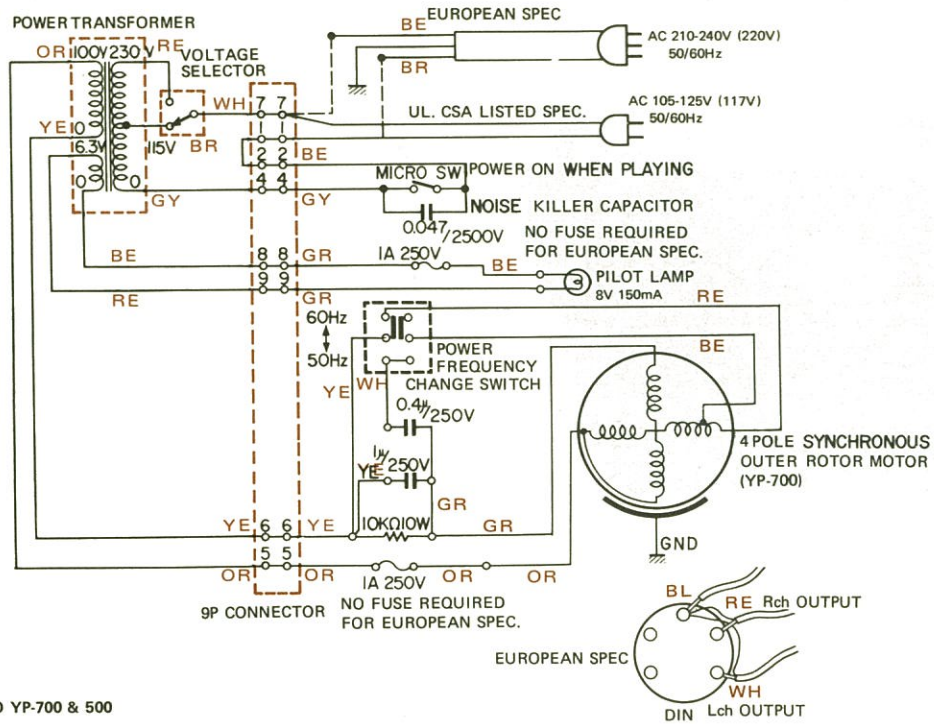 EUROPEAN SPEC
POWER TRANSFORMER
BE
AC 210-240V (220V)
50/60Hz
OR 100V 230V RE
VOLTAGE
SELECTOR
BR
WH 7 7
UL. CSA LISTED SPEC.
AC 105-125V (117V)
50/60Hz
YE 0
6.3V
115V
BR
1 1
2 2 BE
MICRO SW
POWER ON WHEN PLAYING
0 0
GY
4 4
GY
NOISE KILLER CAPACITOR
0.047/2500V
NO FUSE REQUIRED
FOR EUROPEAN SPEC.
BE
8 8 GR
1A 250V
BE
PILOT LAMP
8V 150mA
RE
9 9
GR
RE
60Hz
50Hz
POWER
FREQUENCY
CHANGE SWITCH
BE
YE
WH
0.4µ/250V
1µ/250V
YE
GR
4 POLE SYNCHRONOUS
OUTER ROTOR MOTOR
(YP-700)
YE 6 6 YE
10KΩ10W
GR
GND
5 5
OR OR
1A 250V
OR OR
9P CONNECTOR
NO FUSE REQUIRED
FOR EUROPEAN SPEC.
BL
RE Rch OUTPUT
EUROPEAN SPEC
WH
Lch OUTPUT
DIN
YP-700 & 500